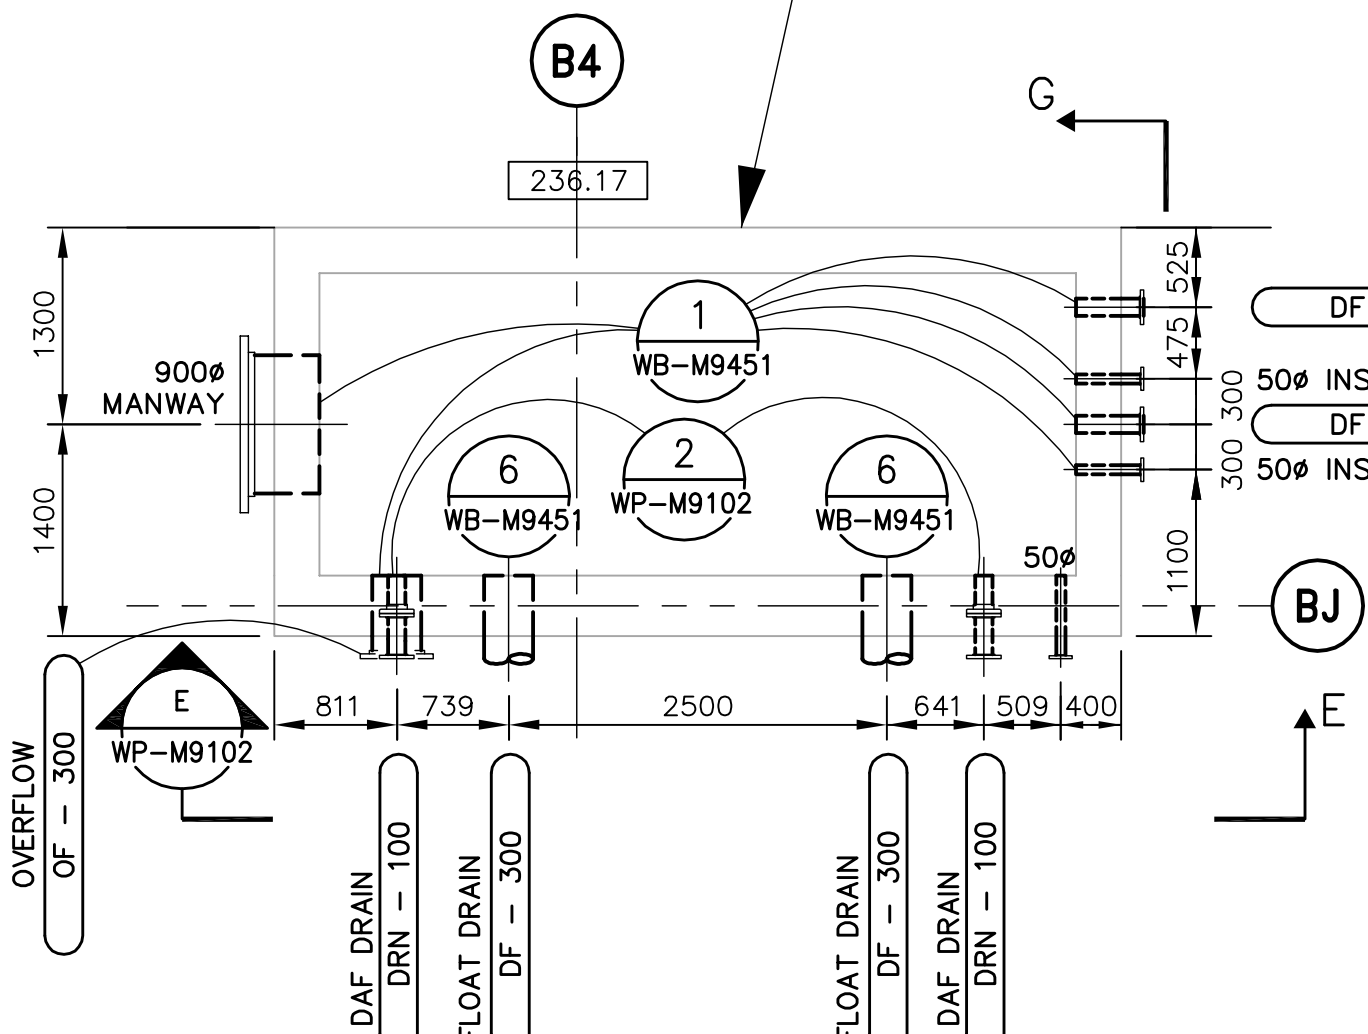 B4
G
236.17
525
1300
1
WB-M9451
DF
475
900ø
MANWAY
300
50ø INS
DF
300
50ø INS
2
WP-M9102
6
WB-M9451
6
WB-M9451
1400
50ø
1100
BJ
E
WP-M9102
811
739
2500
641
509
400
E
OVERFLOW
OF - 300
DAF DRAIN
DRN - 100
FLOAT DRAIN
DF - 300
FLOAT DRAIN
DF - 300
DAF DRAIN
DRN - 100